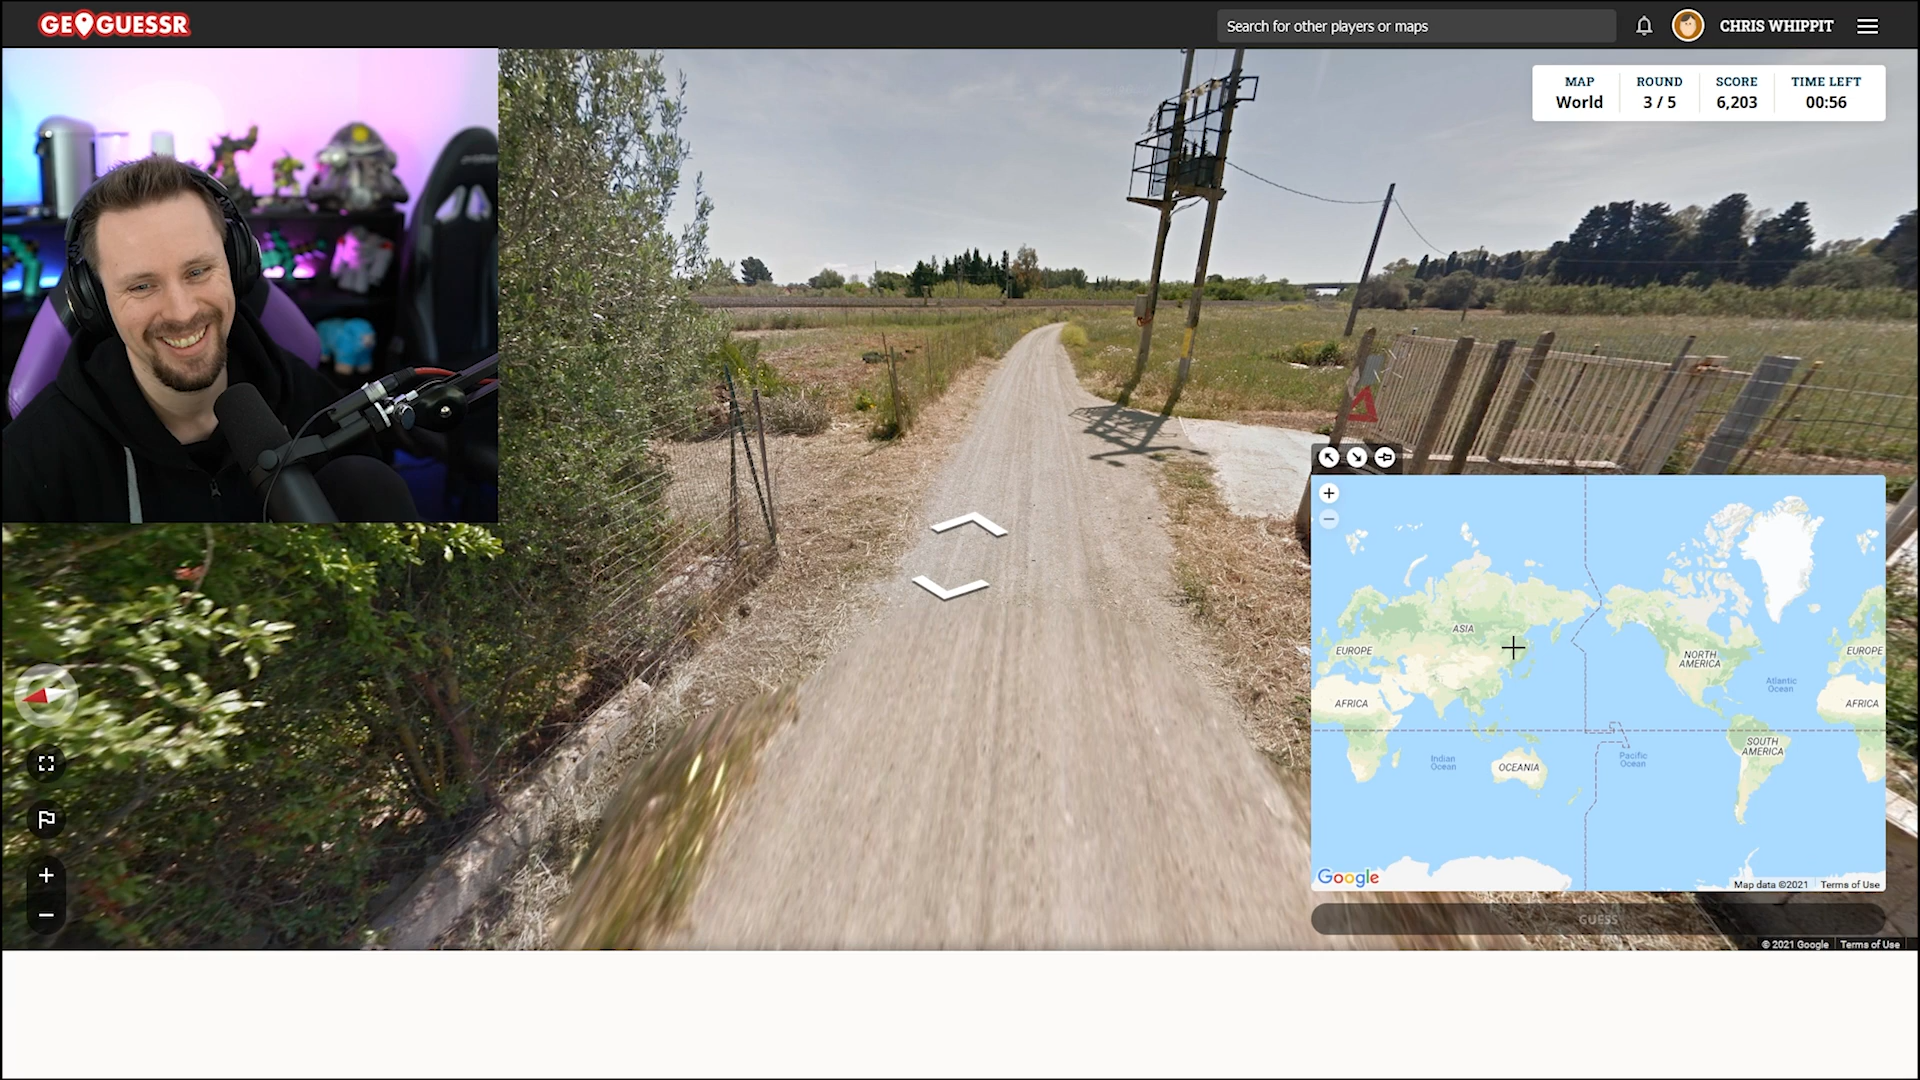 GEOGUESSR
Search for other players or maps
CHRIS WHIPPIT
MAP ROUND SCORE TIME LEFT
World 3 / 5 6,203 00:56
ASIA
EUROPE
NORTH AMERICA
EUROPE
Atlantic Ocean
AFRICA
AFRICA
SOUTH AMERICA
Indian Ocean
OCEANIA
Pacific Ocean
Google
Map data ©2021 Terms of Use
GUESS
© 2021 Google Terms of Use